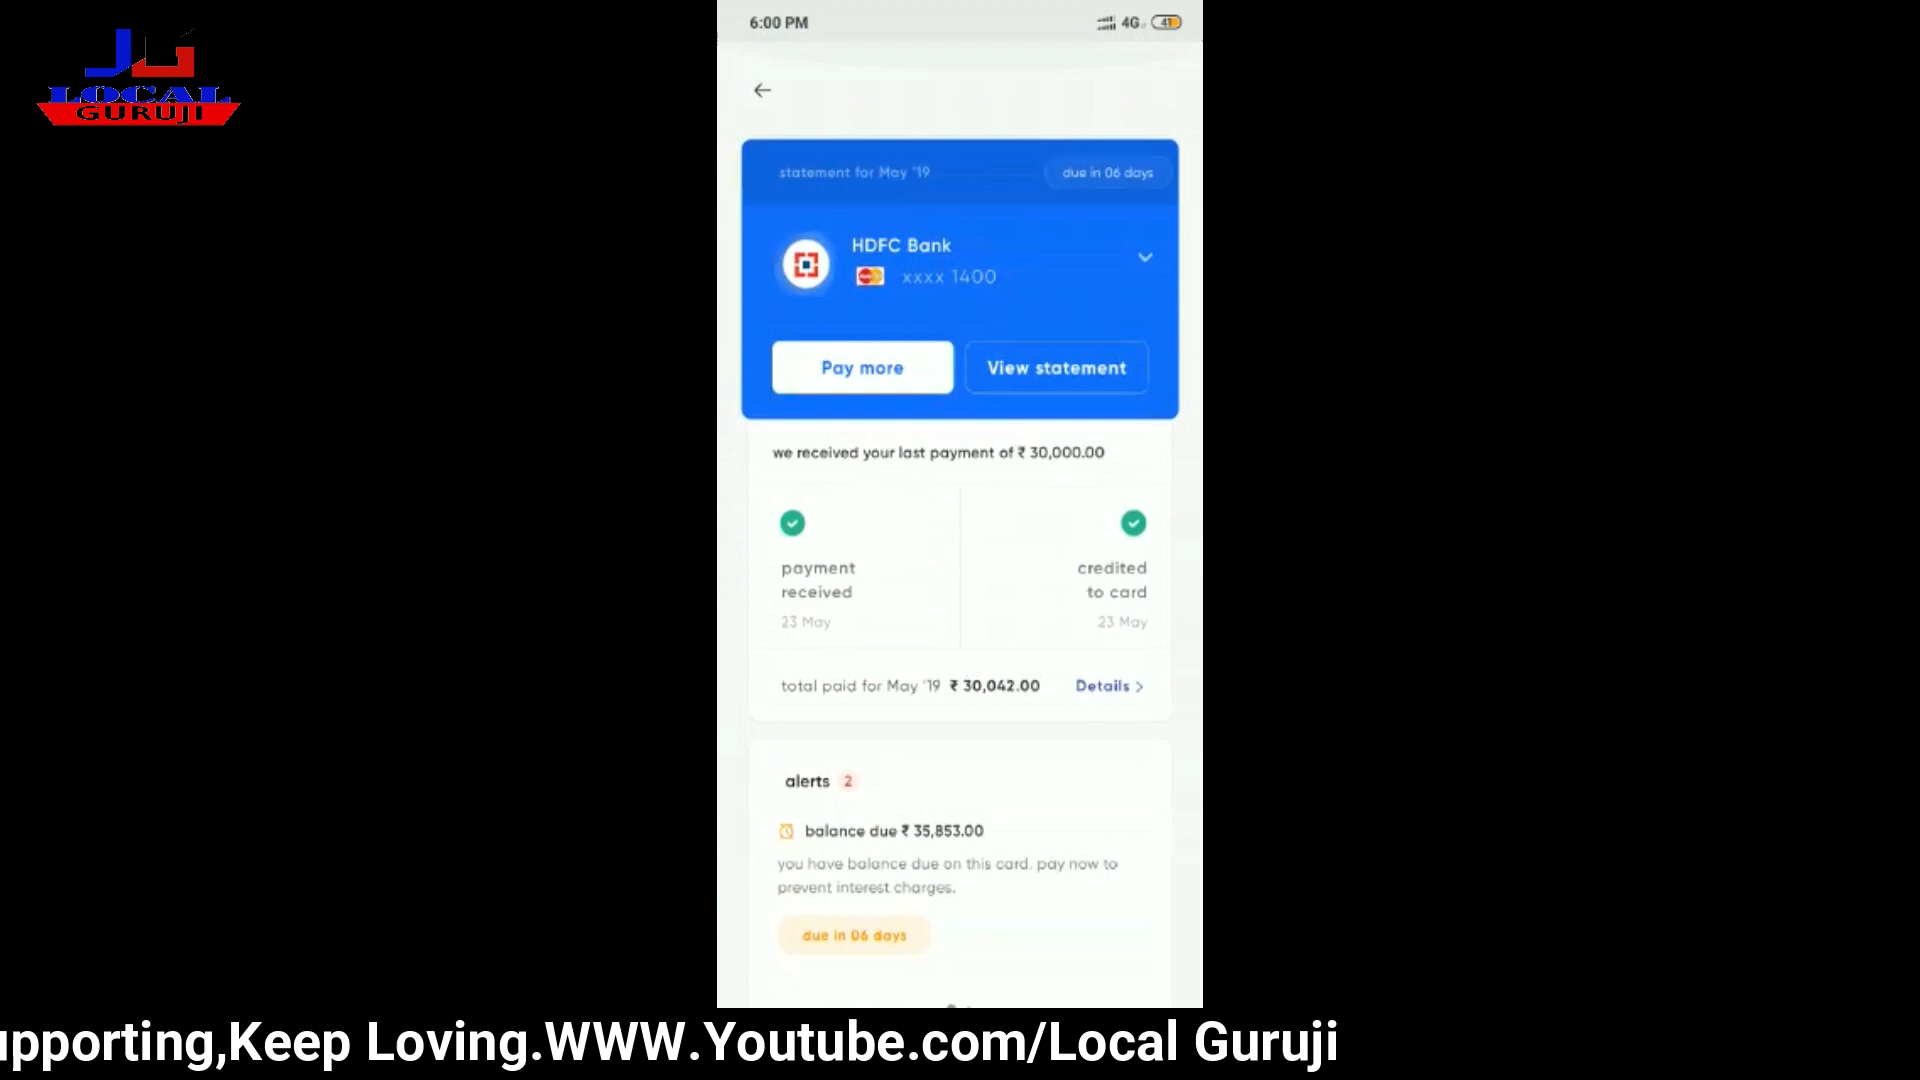 6:00 PM
4G
41
LOCAL
GURUJI
statement for May '19
due in 06 days
HDFC Bank
xxxx 1400
Pay more
View statement
we received your last payment of ₹ 30,000.00
payment
received
23 May
credited
to card
23 May
total paid for May '19 ₹ 30,042.00
Details >
alerts 2
balance due ₹ 35,853.00
you have balance due on this card. pay now to
prevent interest charges.
due in 06 days
upporting,Keep Loving.WWW.Youtube.com/Local Guruji